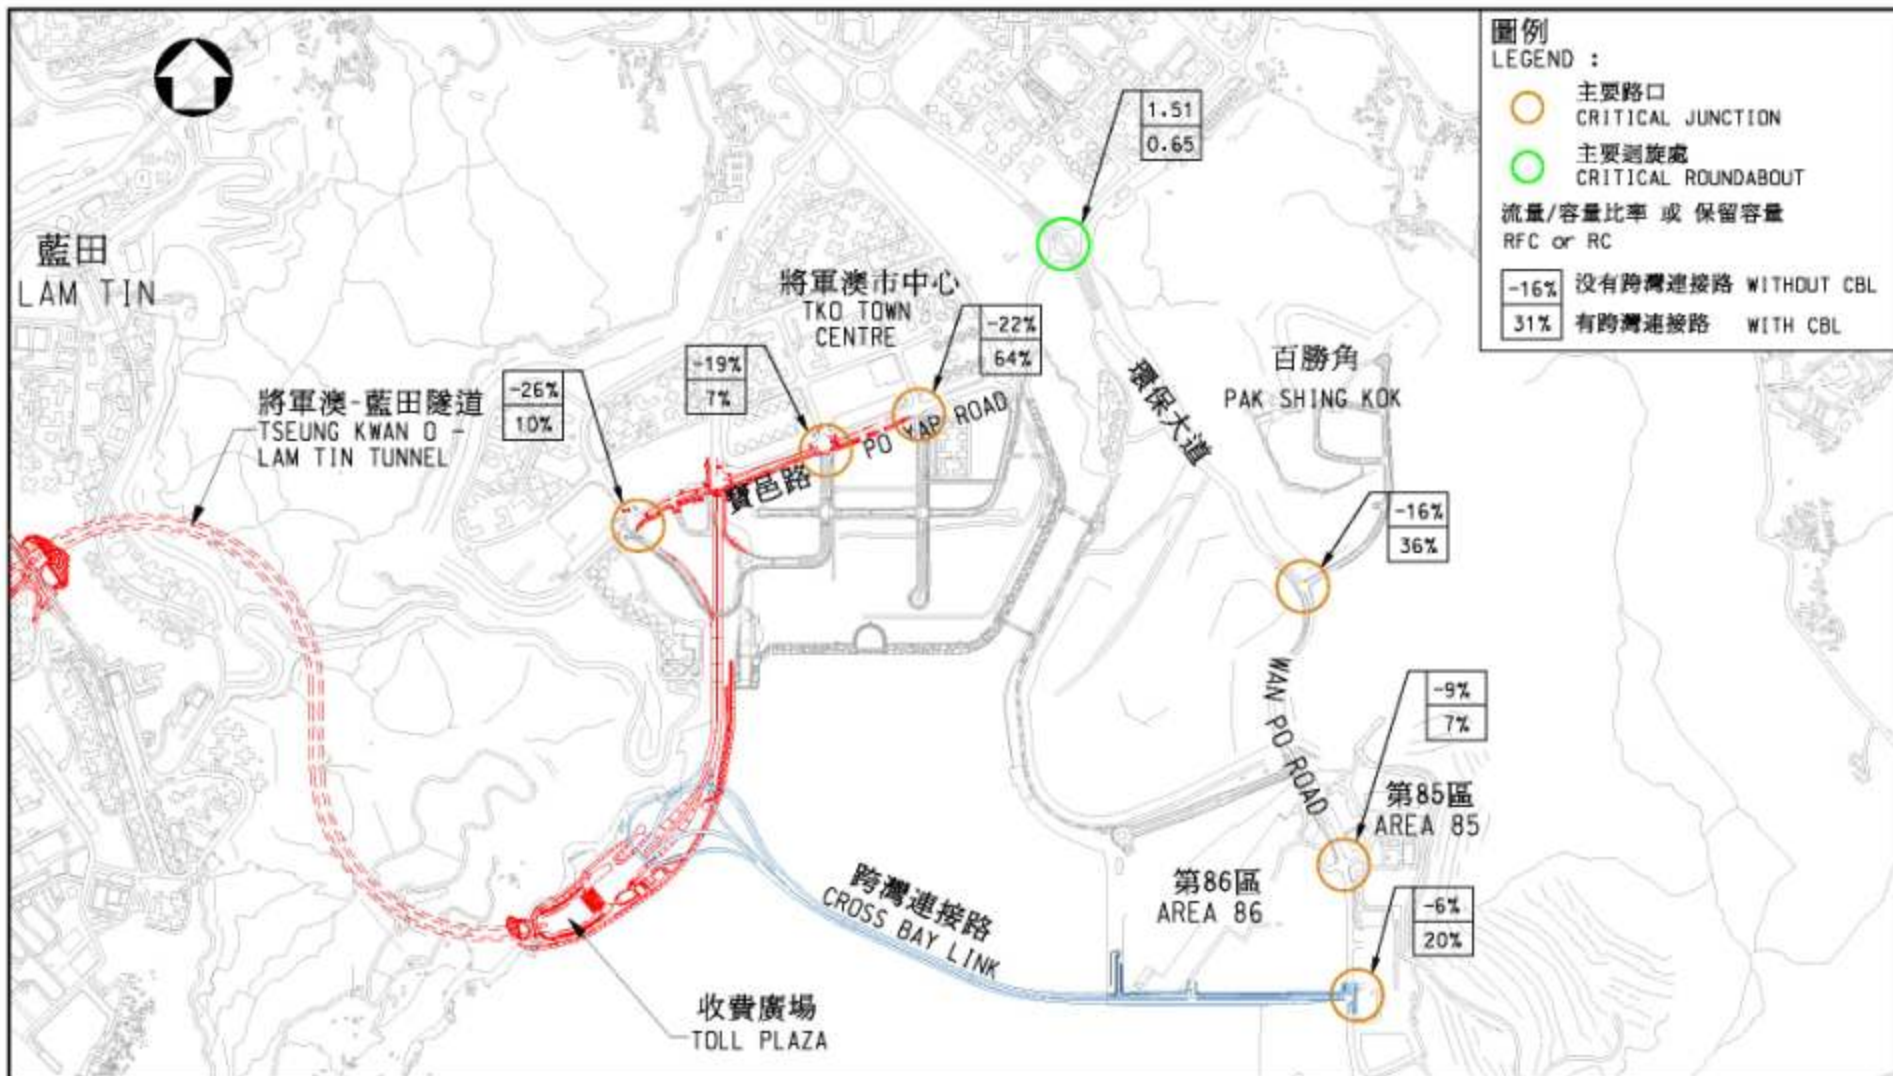 圖例
LEGEND :
主要路口
CRITICAL JUNCTION
主要迴旋處
CRITICAL ROUNDABOUT
流量/容量比率 或 保留容量
RFC or RC
-16% 沒有跨灣連接路 WITHOUT CBL
31% 有跨灣連接路 WITH CBL
1.51
0.65
藍田
LAM TIN
將軍澳市中心
TKO TOWN
CENTRE
-22%
64%
-19%
7%
-26%
10%
將軍澳-藍田隧道
TSEUNG KWAN O -
LAM TIN TUNNEL
寶邑路 PO YAP ROAD
環保大道
百勝角
PAK SHING KOK
-16%
36%
WAN PO ROAD
-9%
7%
第85區
AREA 85
第86區
AREA 86
-6%
20%
跨灣連接路
CROSS BAY LINK
收費廣場
TOLL PLAZA